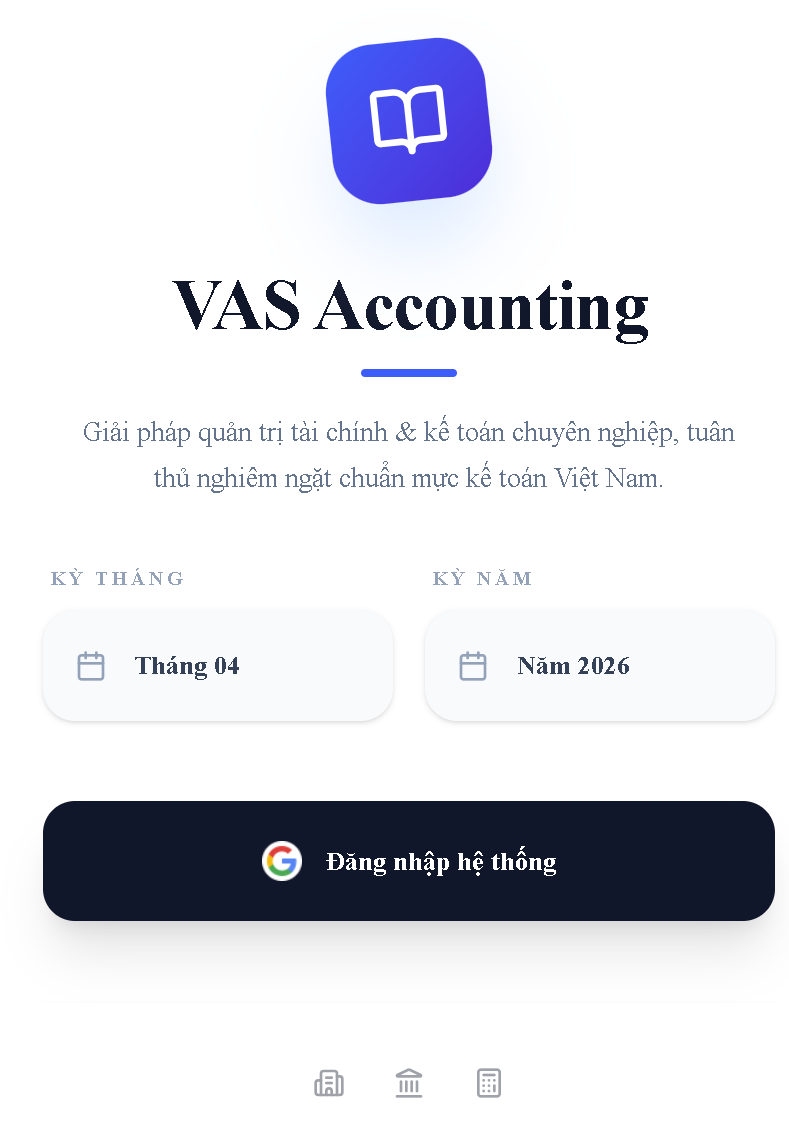 VAS Accounting
Giải pháp quản trị tài chính & kế toán chuyên nghiệp, tuân
thủ nghiêm ngặt chuẩn mực kế toán Việt Nam.
KỲ THÁNG
KỲ NĂM
Tháng 04
Năm 2026
Đăng nhập hệ thống